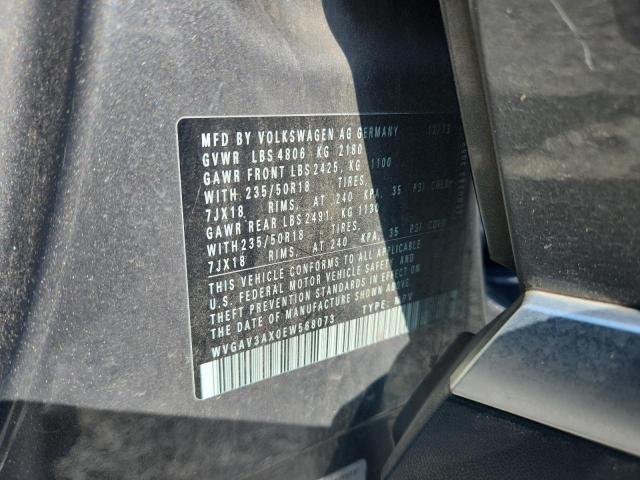 MFD BY VOLKSWAGEN AG GERMANY 12/13
GVWR LBS 4806 KG 2180
GAWR FRONT LBS 2425, KG 1100
WITH 235/50R18 TIRES,
7JX18 RIMS, AT 240 KPA, 35 PSI COLD
GAWR REAR LBS 2491, KG 1130
WITH 235/50R18 TIRES,
7JX18 RIMS, AT 240 KPA, 35 PSI COLD
THIS VEHICLE CONFORMS TO ALL APPLICABLE
U.S. FEDERAL MOTOR VEHICLE SAFETY AND
THEFT PREVENTION STANDARDS IN EFFECT ON
THE DATE OF MANUFACTURE SHOWN ABOVE
WVGAV3AX0EW568073 TYPE: MPV